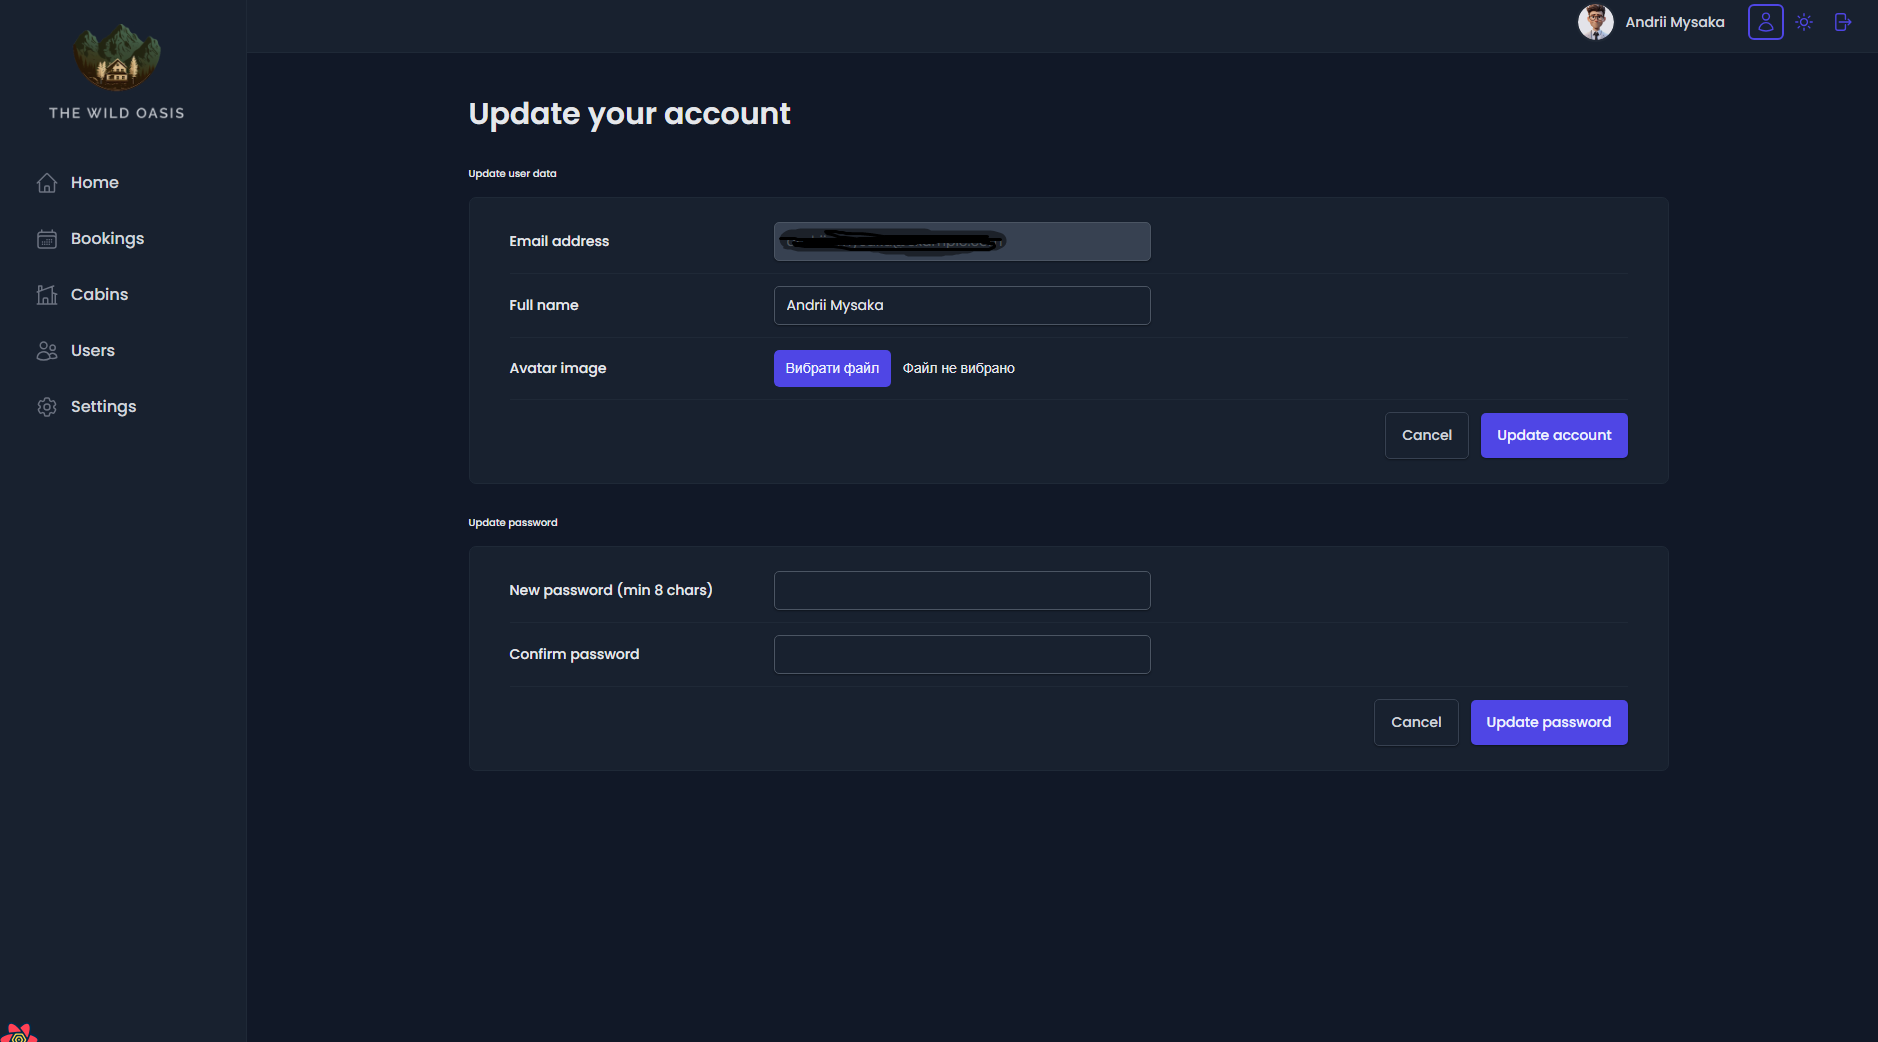 THE WILD OASIS
Home
Bookings
Cabins
Users
Settings
Andrii Mysaka
Update your account
Update user data
Email address
Full name
Andrii Mysaka
Avatar image
Вибрати файл Файл не вибрано
Cancel
Update account
Update password
New password (min 8 chars)
Confirm password
Cancel
Update password